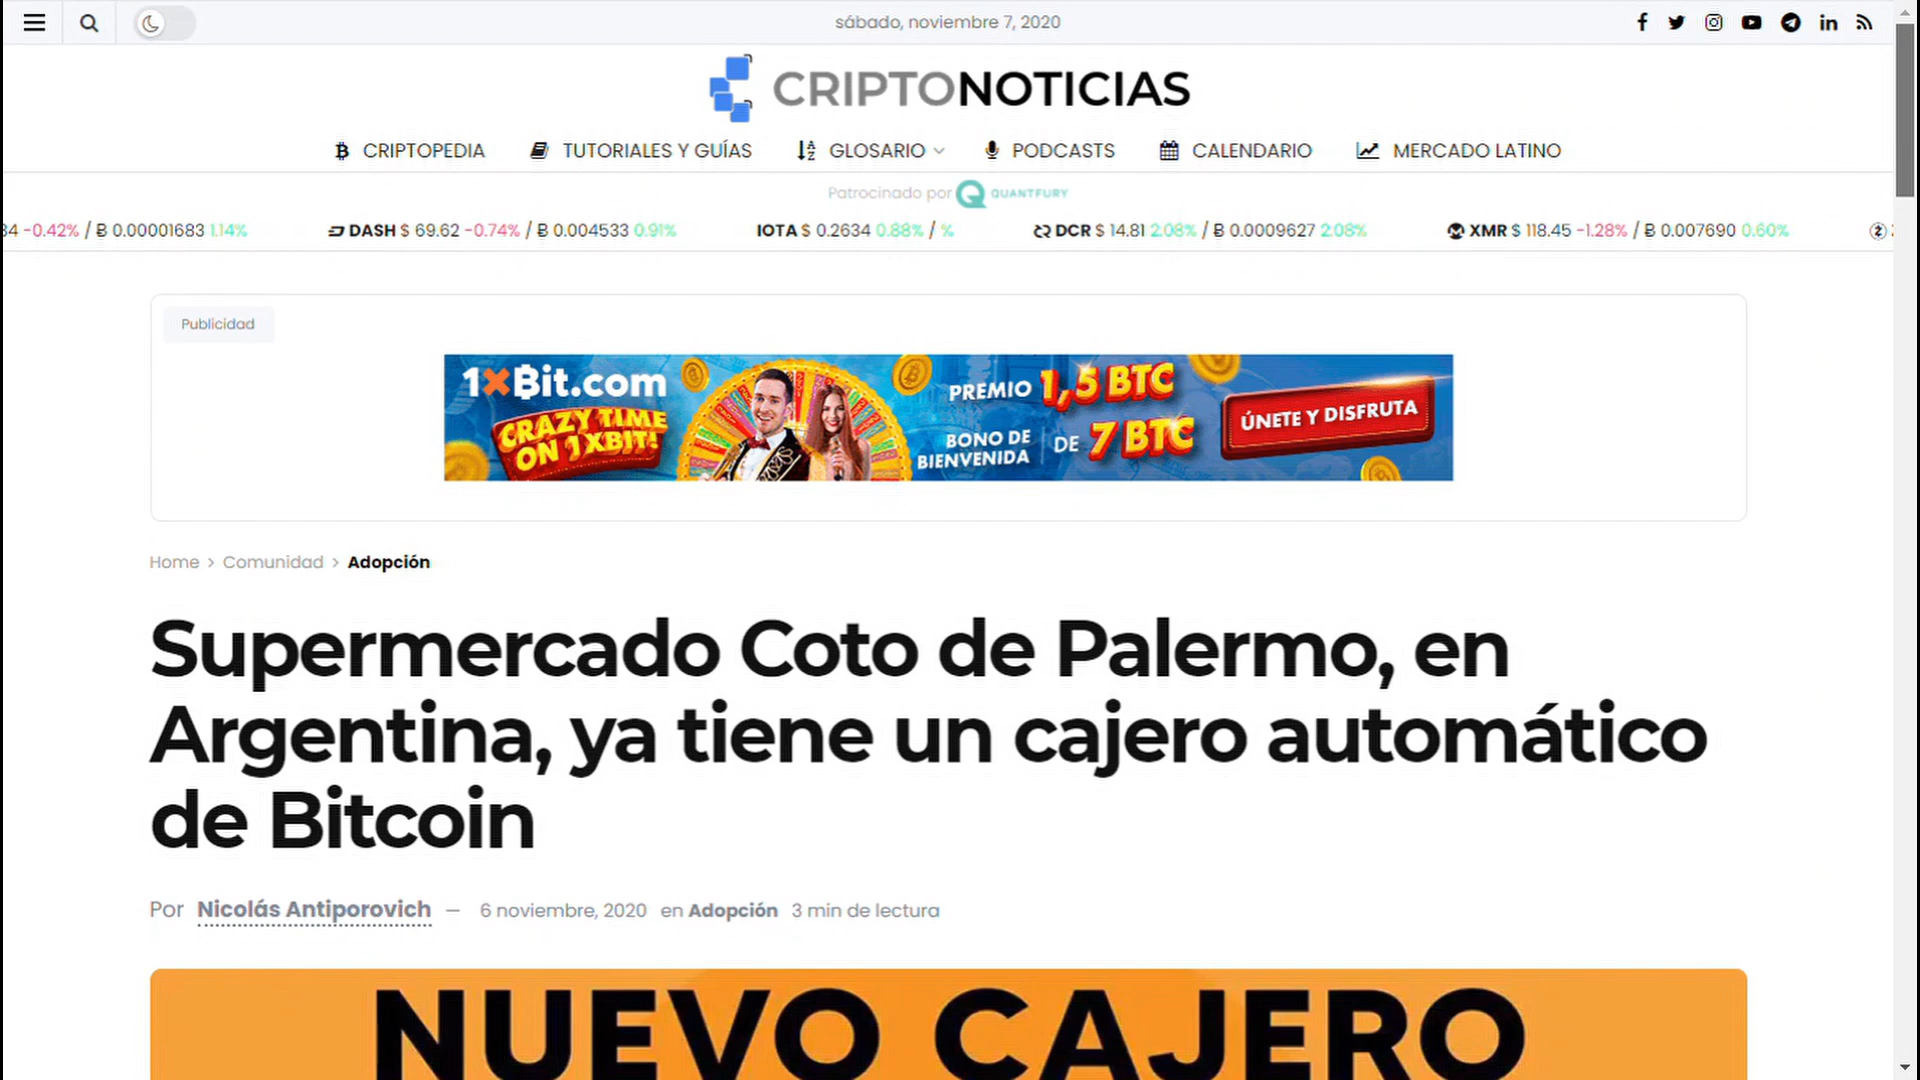 sábado, noviembre 7, 2020
CRIPTONOTICIAS
CRIPTOPEDIA TUTORIALES Y GUÍAS GLOSARIO PODCASTS CALENDARIO MERCADO LATINO
Patrocinado por QUANTFURY
34 -0.42% / Ƀ 0.00001683 1.14% DASH $ 69.62 -0.74% / Ƀ 0.004533 0.91% IOTA $ 0.2634 0.88% / % DCR $ 14.81 2.08% / Ƀ 0.0009627 2.08% XMR $ 118.45 -1.28% / Ƀ 0.007690 0.60%
Publicidad
1×Bit.com
CRAZY TIME
ON 1XBIT!
PREMIO 1,5 BTC
BONO DE
BIENVENIDA
DE 7 BTC
ÚNETE Y DISFRUTA
Home > Comunidad > Adopción
Supermercado Coto de Palermo, en
Argentina, ya tiene un cajero automático
de Bitcoin
Por Nicolás Antiporovich — 6 noviembre, 2020 en Adopción 3 min de lectura
NUEVO CAJERO